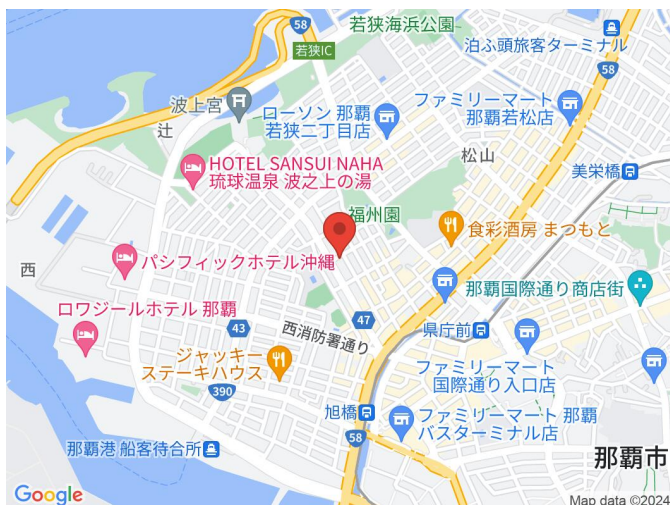 58
若狭海浜公園
若狭IC
泊ふ頭旅客ターミナル
58
波上宮
辻
ローソン 那覇
若狭二丁目店
ファミリーマート
那覇若松店
HOTEL SANSUI NAHA
琉球温泉 波之上の湯
松山
美栄橋
福州園
食彩酒房 まつもと
西
パシフィックホテル沖縄
那覇国際通り商店街
ロワジールホテル 那覇
43
47
西消防署通り
県庁前
ジャッキー
ステーキハウス
ファミリーマート
国際通り入口店
390
旭橋
ファミリーマート 那覇
バスターミナル店
58
那覇港 船客待合所
那覇市
Google
Map data ©2024